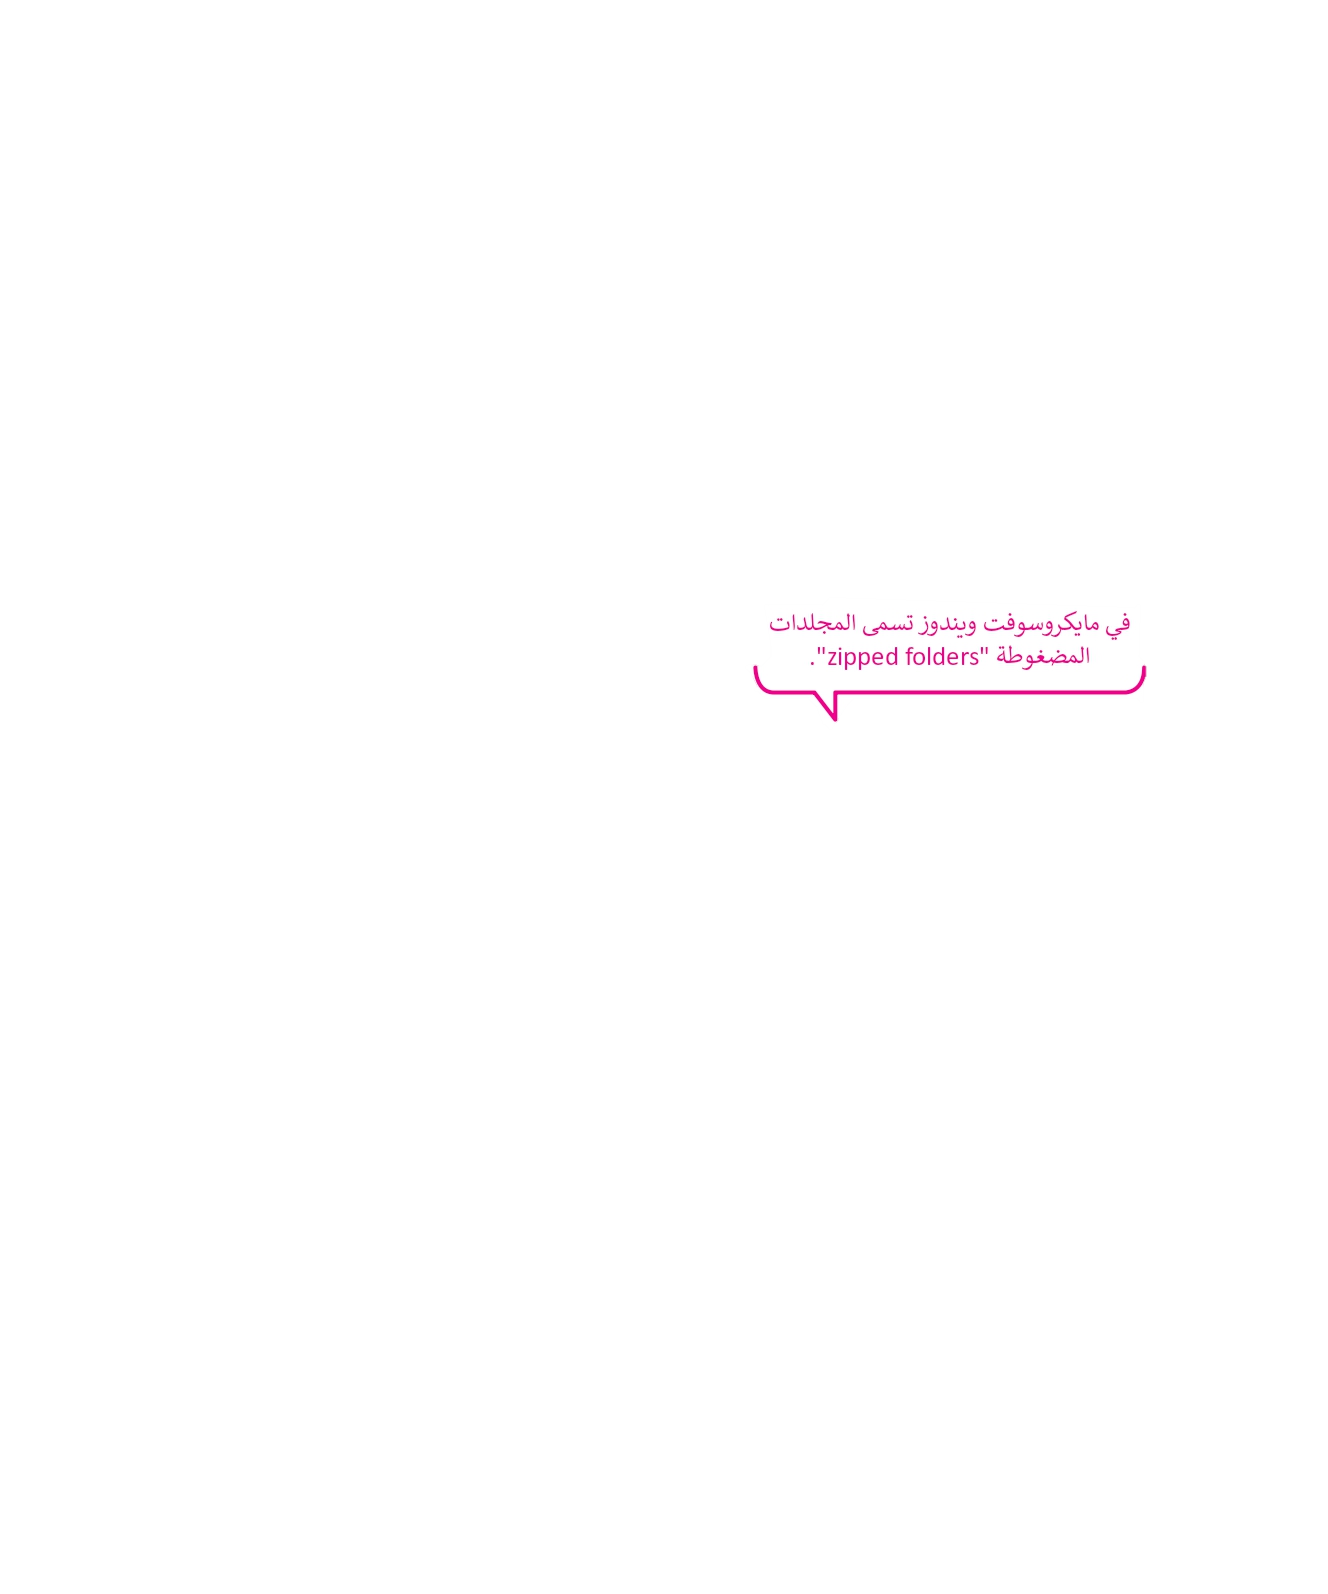 في مايكروسوفت ويندوز تسمى المجلدات
المضغوطة "zipped folders".